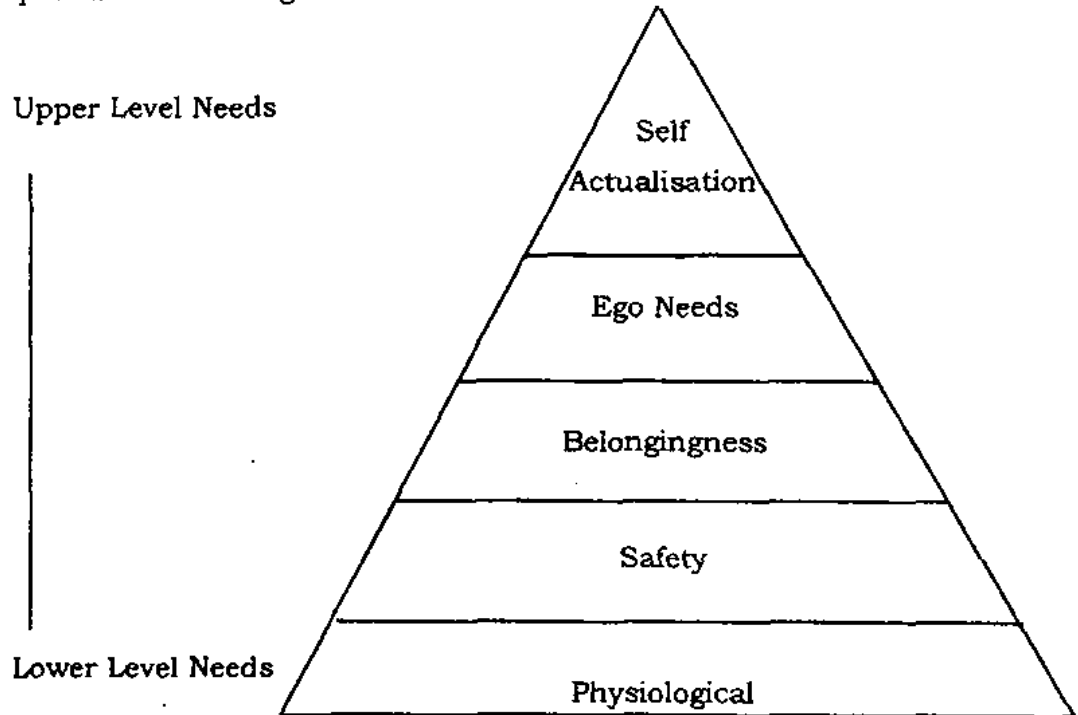 Upper Level Needs
Self
Actualisation
Ego Needs
Belongingness
Safety
Lower Level Needs
Physiological